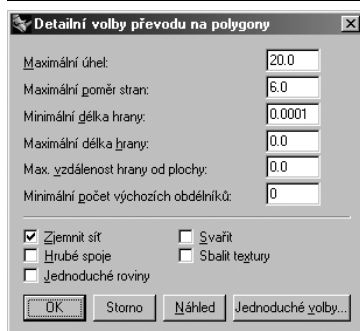 Detailní volby převodu na polygony
Maximální úhel: 20.0
Maximální poměr stran: 6.0
Minimální délka hrany: 0.0001
Maximální délka hrany: 0.0
Max. vzdálenost hrany od plochy: 0.0
Minimální počet výchozích obdélníků: 0
Zjemnit síť Svařit
Hrubé spoje Sbalit textury
Jednoduché roviny
OK Storno Náhled Jednoduché volby...